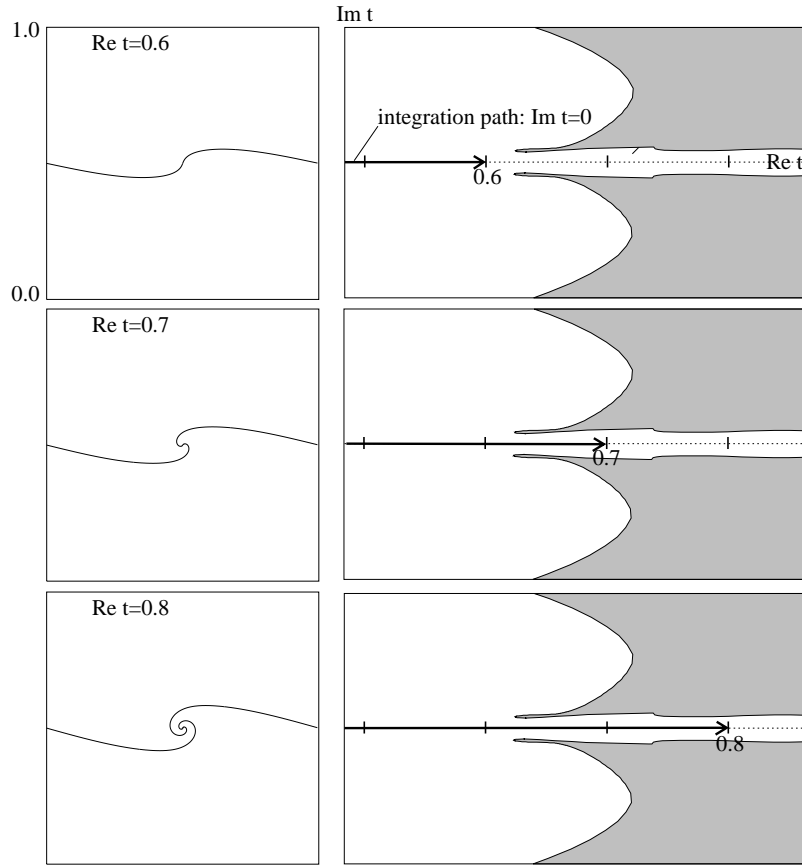 Im t
1.0
Re t=0.6
integration path: Im t=0
0.6
Re t
0.0
Re t=0.7
0.7
Re t=0.8
0.8